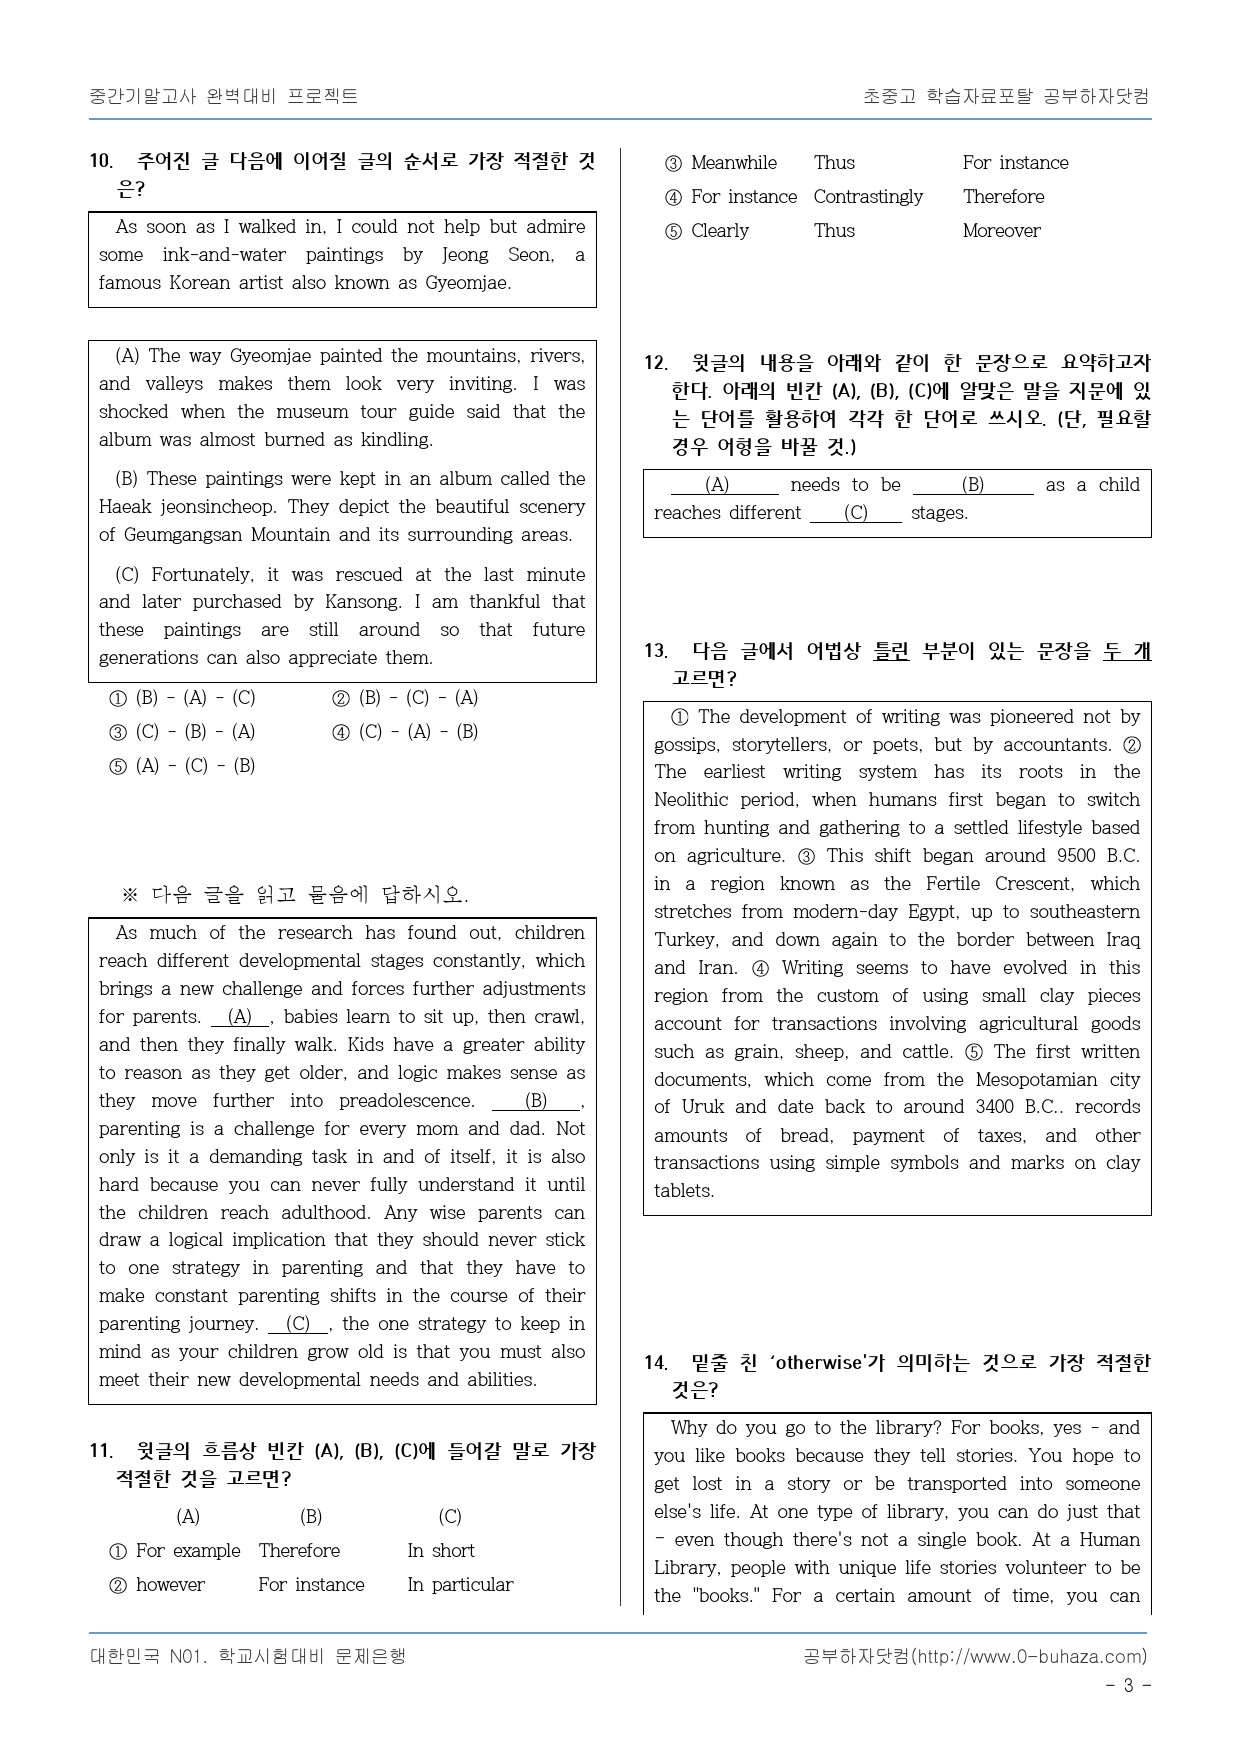 중간기말고사 완벽대비 프로젝트
초중고 학습자료포탈 공부하자닷컴
10. 주어진 글 다음에 이어질 글의 순서로 가장 적절한 것
은?
As soon as I walked in, I could not help but admire
some ink-and-water paintings by Jeong Seon, a
famous Korean artist also known as Gyeomjae.
(A) The way Gyeomjae painted the mountains, rivers,
and valleys makes them look very inviting. I was
shocked when the museum tour guide said that the
album was almost burned as kindling.
(B) These paintings were kept in an album called the
Haeak jeonsincheop. They depict the beautiful scenery
of Geumgangsan Mountain and its surrounding areas.
(C) Fortunately, it was rescued at the last minute
and later purchased by Kansong. I am thankful that
these paintings are still around so that future
generations can also appreciate them.
① (B) - (A) - (C) ② (B) - (C) - (A)
③ (C) - (B) - (A) ④ (C) - (A) - (B)
⑤ (A) - (C) - (B)
※ 다음 글을 읽고 물음에 답하시오.
As much of the research has found out, children
reach different developmental stages constantly, which
brings a new challenge and forces further adjustments
for parents. (A) , babies learn to sit up, then crawl,
and then they finally walk. Kids have a greater ability
to reason as they get older, and logic makes sense as
they move further into preadolescence. (B) ,
parenting is a challenge for every mom and dad. Not
only is it a demanding task in and of itself, it is also
hard because you can never fully understand it until
the children reach adulthood. Any wise parents can
draw a logical implication that they should never stick
to one strategy in parenting and that they have to
make constant parenting shifts in the course of their
parenting journey. (C) , the one strategy to keep in
mind as your children grow old is that you must also
meet their new developmental needs and abilities.
11. 윗글의 흐름상 빈칸 (A), (B), (C)에 들어갈 말로 가장
적절한 것을 고르면?
(A) (B) (C)
① For example Therefore In short
② however For instance In particular
③ Meanwhile Thus For instance
④ For instance Contrastingly Therefore
⑤ Clearly Thus Moreover
12. 윗글의 내용을 아래와 같이 한 문장으로 요약하고자
한다. 아래의 빈칸 (A), (B), (C)에 알맞은 말을 지문에 있
는 단어를 활용하여 각각 한 단어로 쓰시오. (단, 필요할
경우 어형을 바꿀 것.)
(A) needs to be (B) as a child
reaches different (C) stages.
13. 다음 글에서 어법상 틀린 부분이 있는 문장을 두 개
고르면?
① The development of writing was pioneered not by
gossips, storytellers, or poets, but by accountants. ②
The earliest writing system has its roots in the
Neolithic period, when humans first began to switch
from hunting and gathering to a settled lifestyle based
on agriculture. ③ This shift began around 9500 B.C.
in a region known as the Fertile Crescent, which
stretches from modern-day Egypt, up to southeastern
Turkey, and down again to the border between Iraq
and Iran. ④ Writing seems to have evolved in this
region from the custom of using small clay pieces
account for transactions involving agricultural goods
such as grain, sheep, and cattle. ⑤ The first written
documents, which come from the Mesopotamian city
of Uruk and date back to around 3400 B.C.. records
amounts of bread, payment of taxes, and other
transactions using simple symbols and marks on clay
tablets.
14. 밑줄 친 ‘otherwise'가 의미하는 것으로 가장 적절한
것은?
Why do you go to the library? For books, yes - and
you like books because they tell stories. You hope to
get lost in a story or be transported into someone
else's life. At one type of library, you can do just that
- even though there's not a single book. At a Human
Library, people with unique life stories volunteer to be
the "books." For a certain amount of time, you can
대한민국 N01. 학교시험대비 문제은행
공부하자닷컴(http://www.0-buhaza.com)
- 3 -